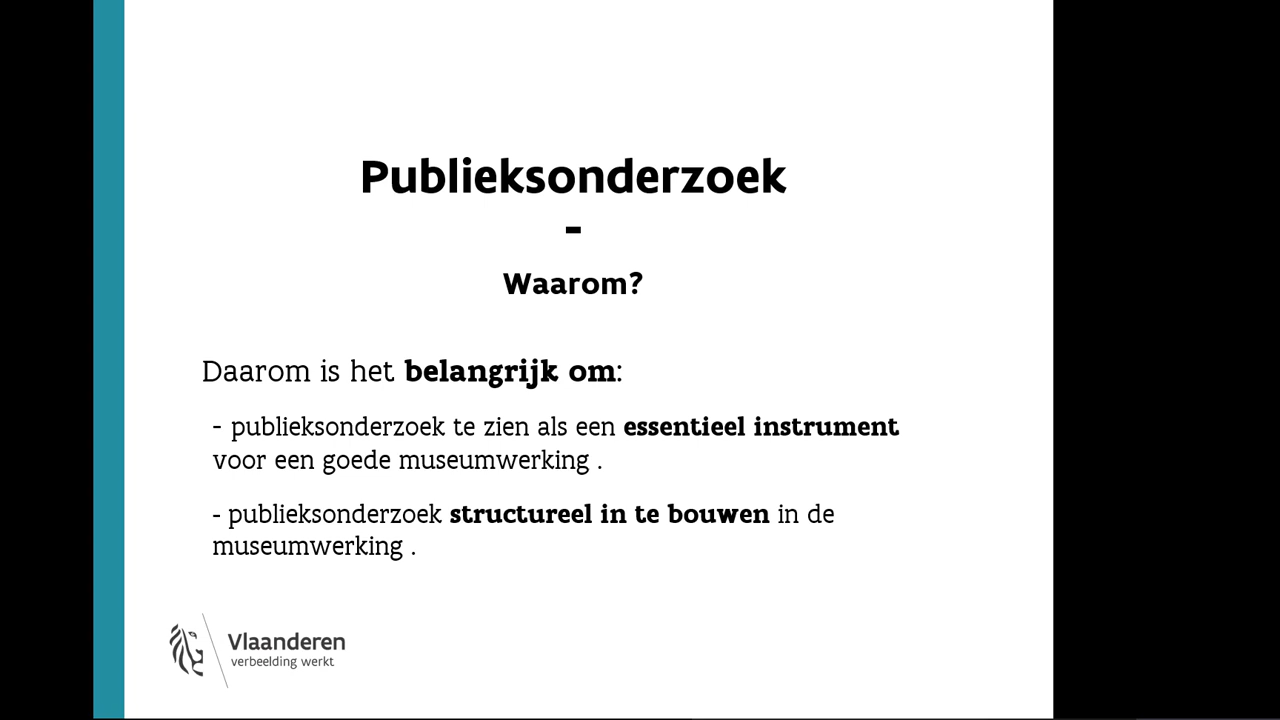 Publieksonderzoek
-
Waarom?
Daarom is het belangrijk om:
- publieksonderzoek te zien als een essentieel instrument
voor een goede museumwerking .
- publieksonderzoek structureel in te bouwen in de
museumwerking .
Vlaanderen
verbeelding werkt